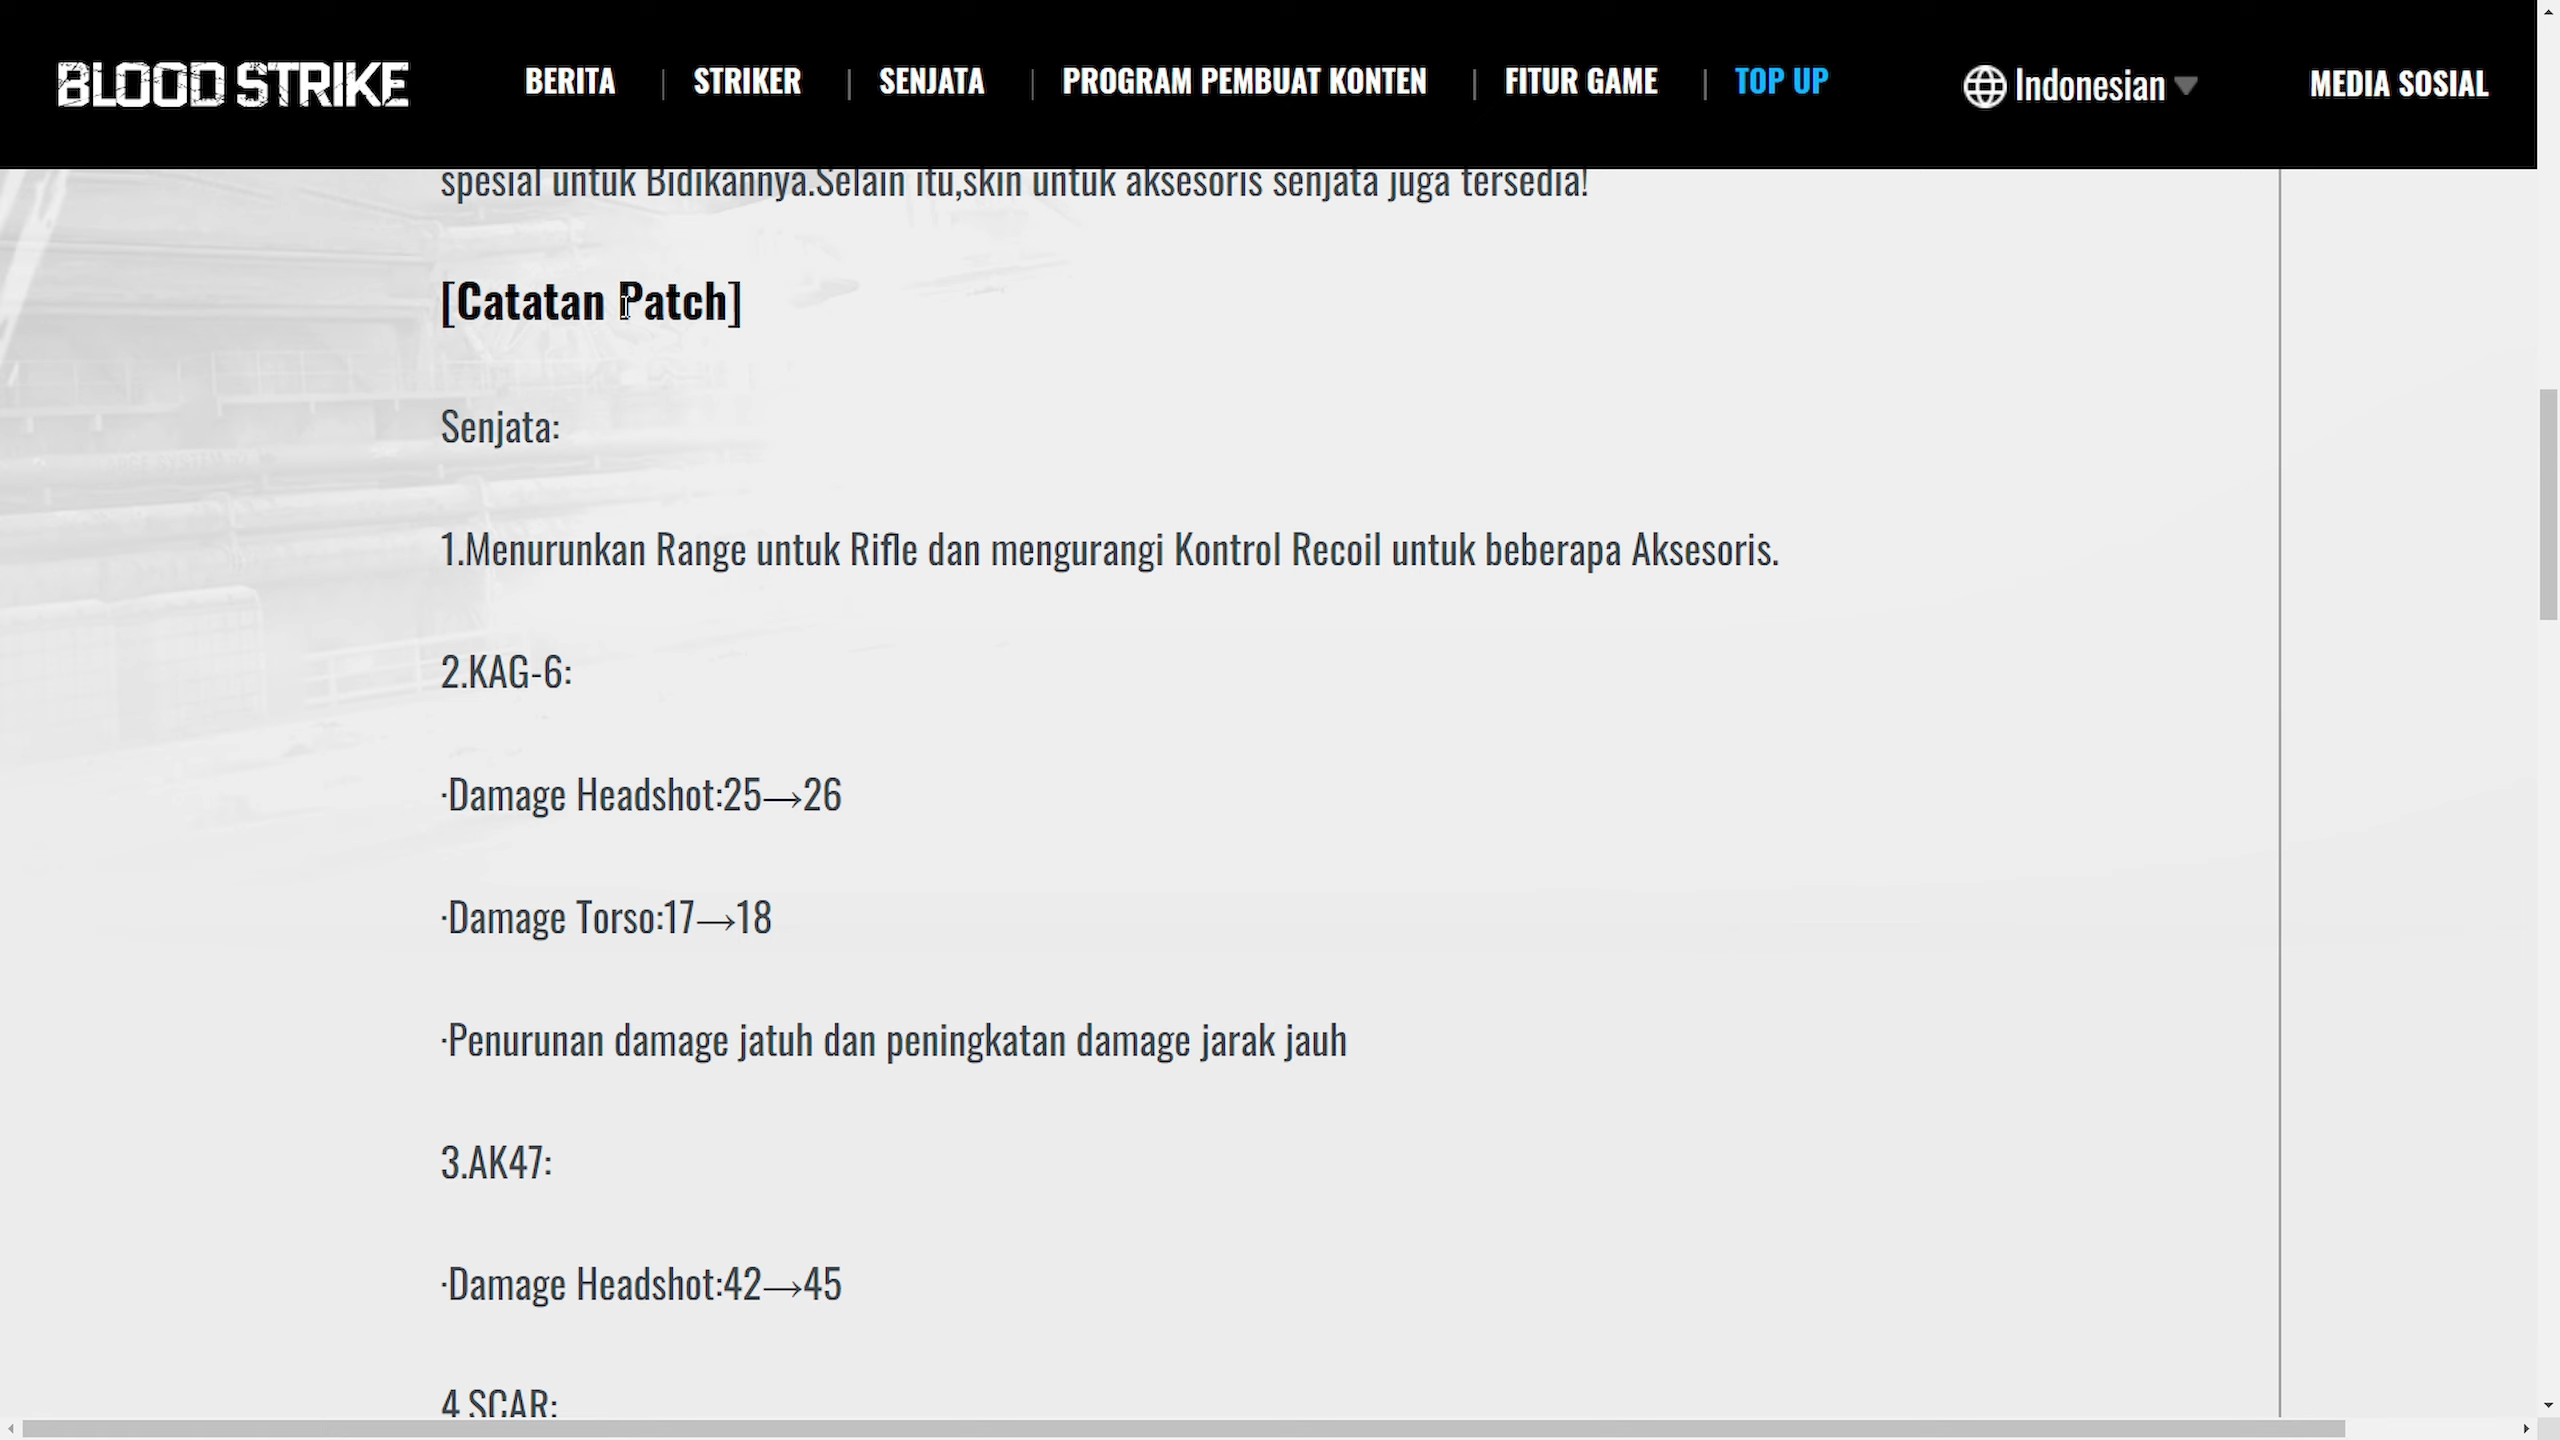 BLOOD STRIKE
BERITA | STRIKER | SENJATA | PROGRAM PEMBUAT KONTEN | FITUR GAME | TOP UP
Indonesian
MEDIA SOSIAL
spesial untuk Bidikannya.Selain itu,skin untuk aksesoris senjata juga tersedia!
[Catatan Patch]
Senjata:
1.Menurunkan Range untuk Rifle dan mengurangi Kontrol Recoil untuk beberapa Aksesoris.
2.KAG-6:
·Damage Headshot:25→26
·Damage Torso:17→18
·Penurunan damage jatuh dan peningkatan damage jarak jauh
3.AK47:
·Damage Headshot:42→45
4.SCAR: